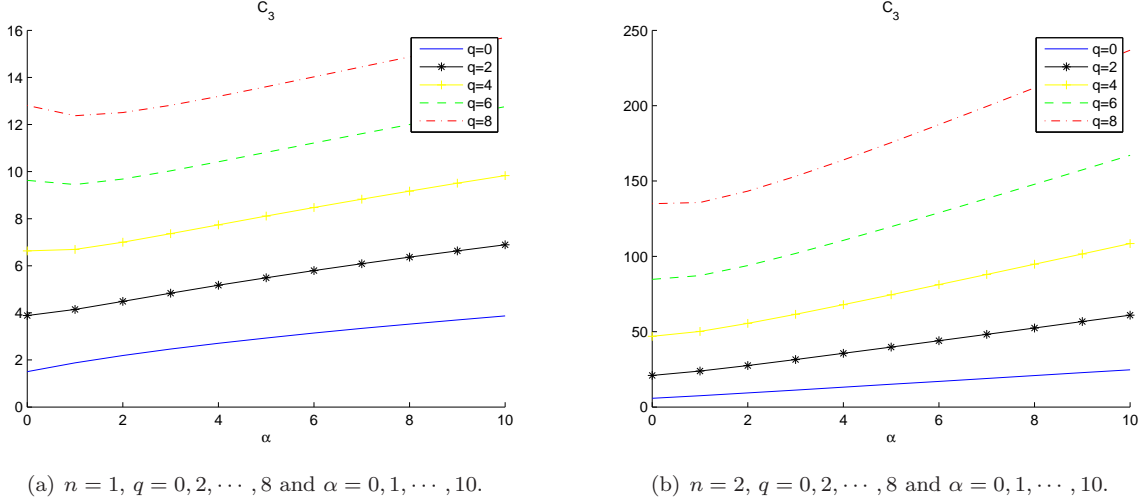 C₃
16
14
12
10
8
6
4
2
0
0 2 4 6 8 10
α
q=0
q=2
q=4
q=6
q=8
(a) n = 1, q = 0, 2, ⋯ , 8 and α = 0, 1, ⋯ , 10.
C₃
250
200
150
100
50
0
0 2 4 6 8 10
α
q=0
q=2
q=4
q=6
q=8
(b) n = 2, q = 0, 2, ⋯ , 8 and α = 0, 1, ⋯ , 10.